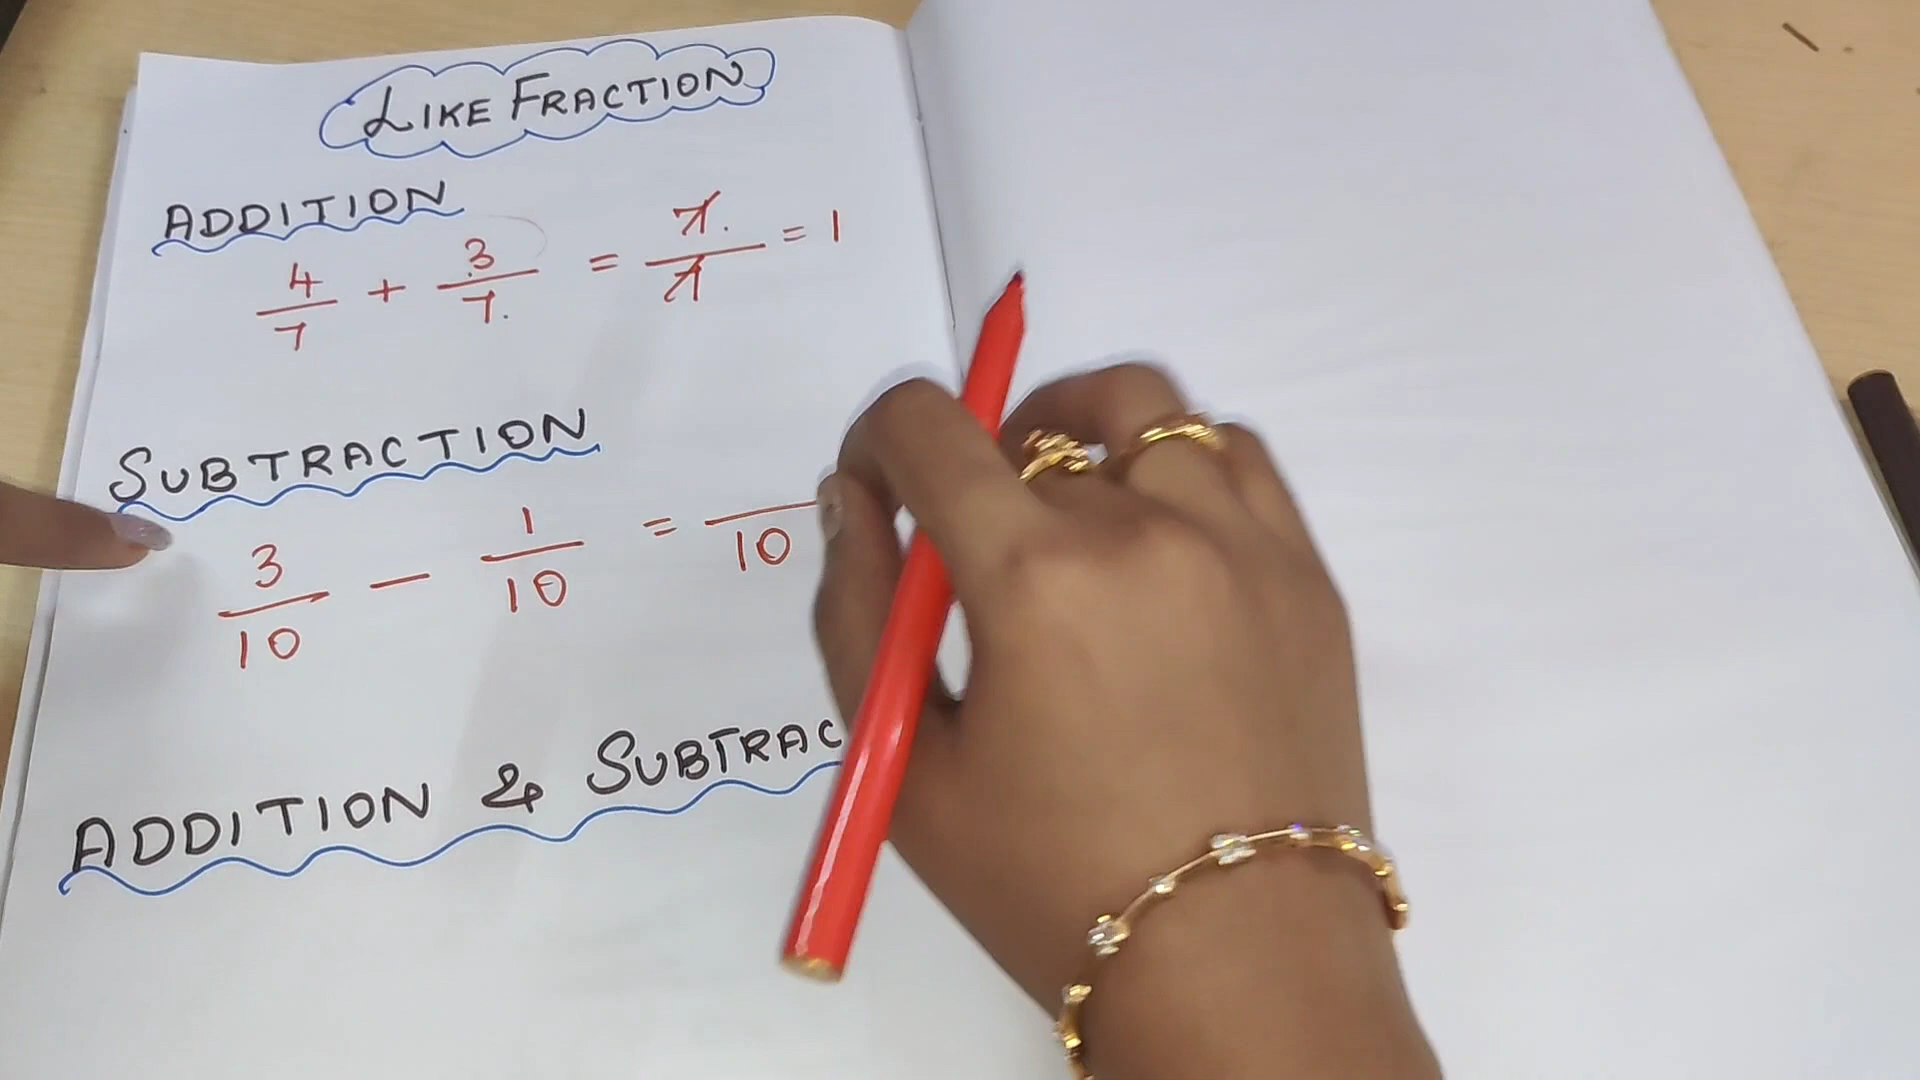 LIKE FRACTION
ADDITION
4/7 + 3/7. = 7./7 = 1
SUBTRACTION
3/10 - 1/10 = /10
ADDITION & SUBTRAC